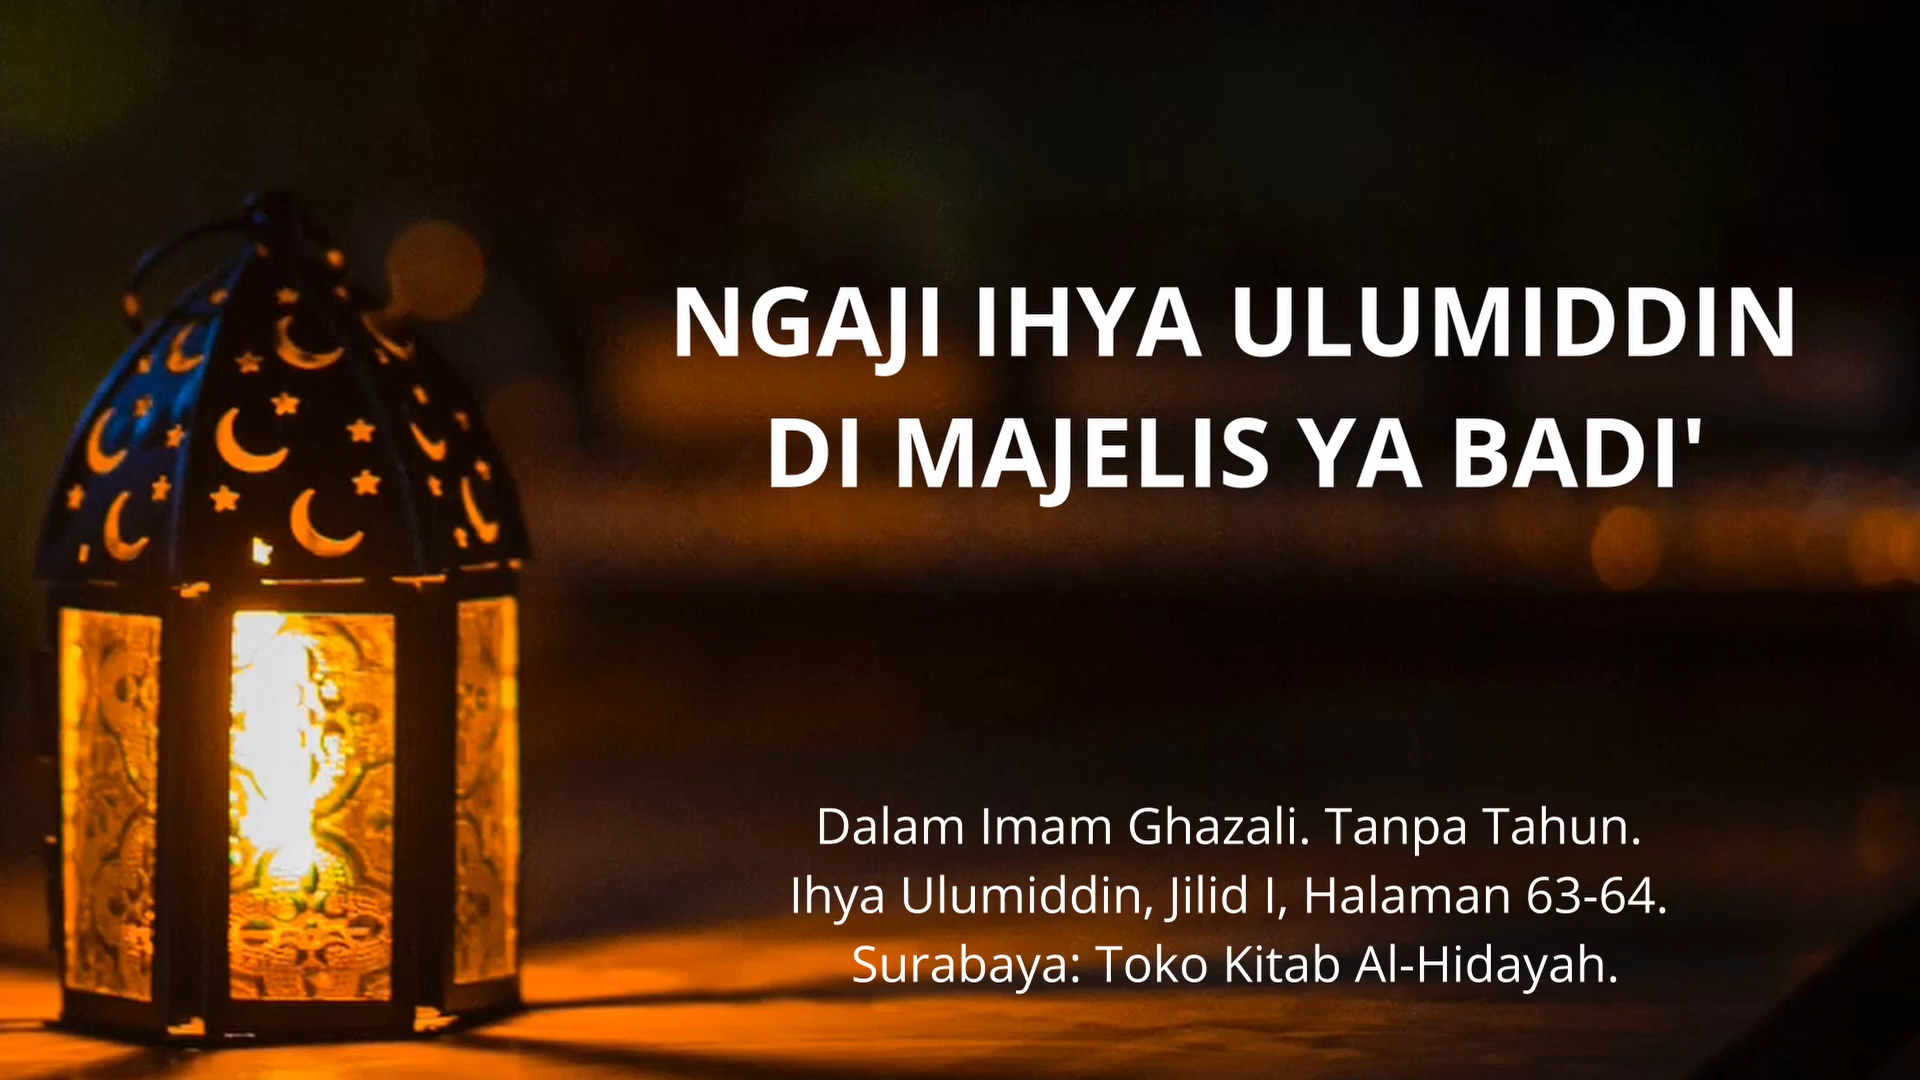 NGAJI IHYA ULUMIDDIN
DI MAJELIS YA BADI'
Dalam Imam Ghazali. Tanpa Tahun.
Ihya Ulumiddin, Jilid I, Halaman 63-64.
Surabaya: Toko Kitab Al-Hidayah.